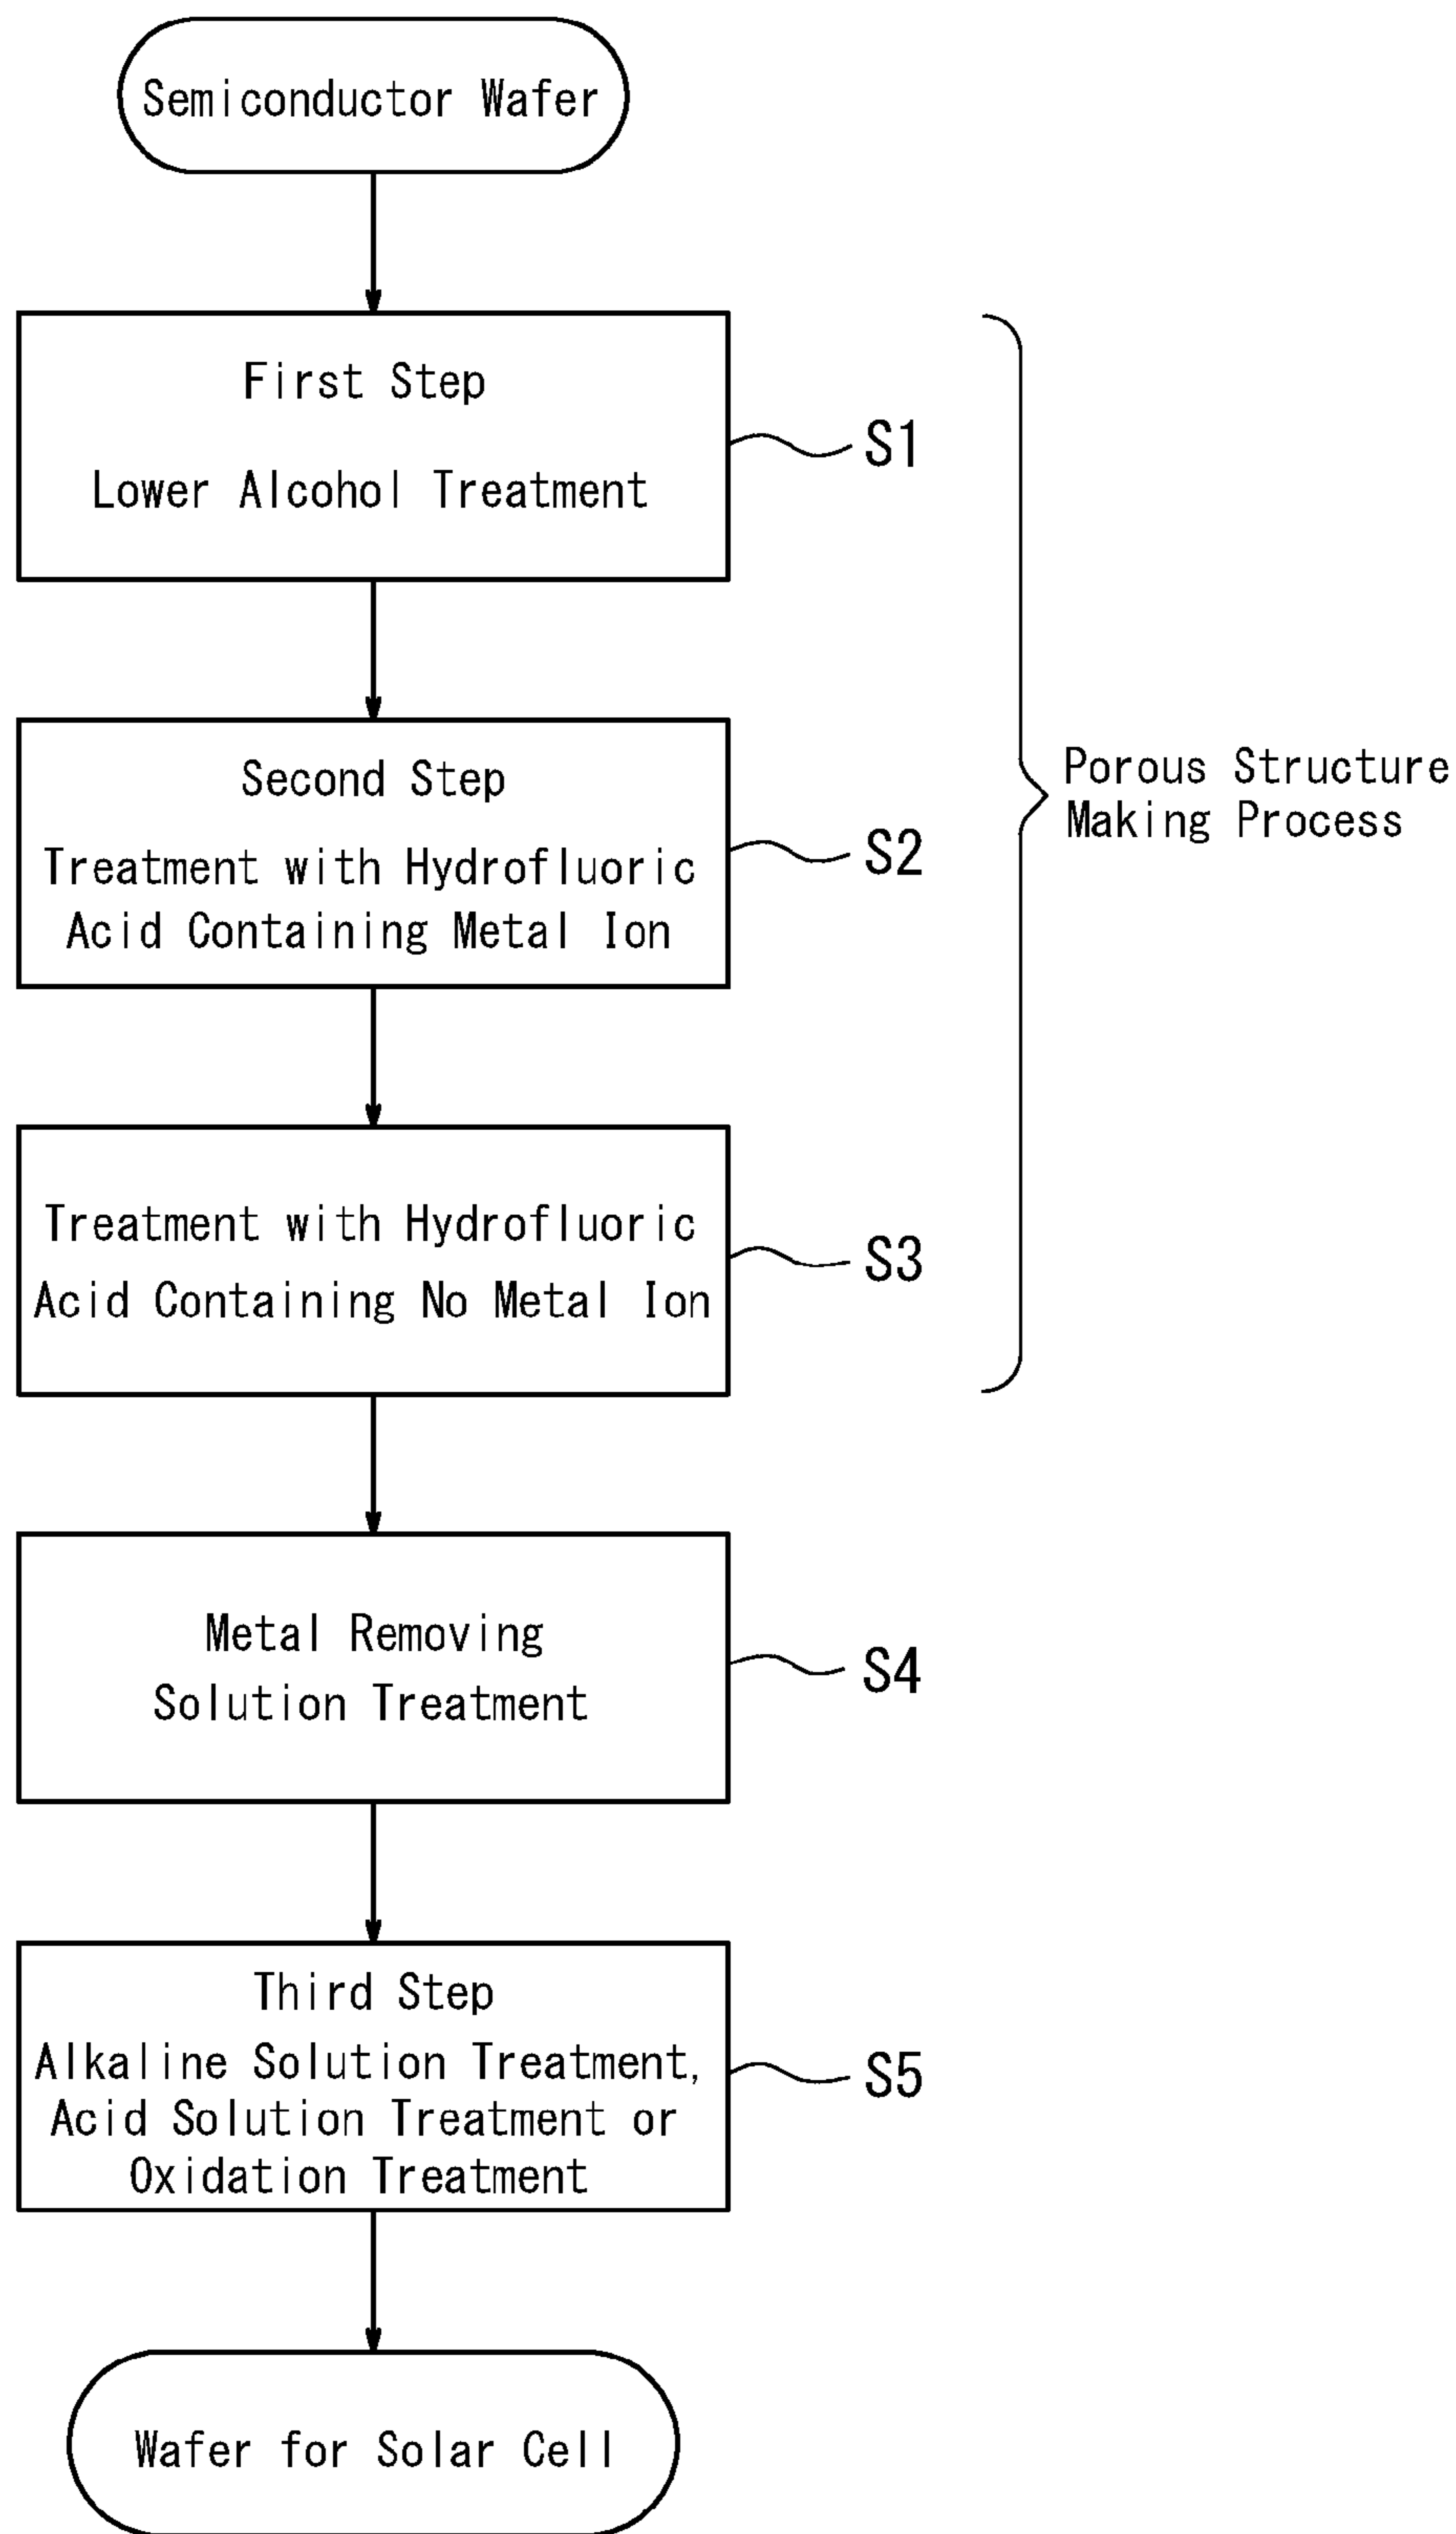 Semiconductor Wafer
First Step
Lower Alcohol Treatment
S1
Second Step
Treatment with Hydrofluoric
Acid Containing Metal Ion
S2
Porous Structure
Making Process
Treatment with Hydrofluoric
Acid Containing No Metal Ion
S3
Metal Removing
Solution Treatment
S4
Third Step
Alkaline Solution Treatment,
Acid Solution Treatment or
Oxidation Treatment
S5
Wafer for Solar Cell